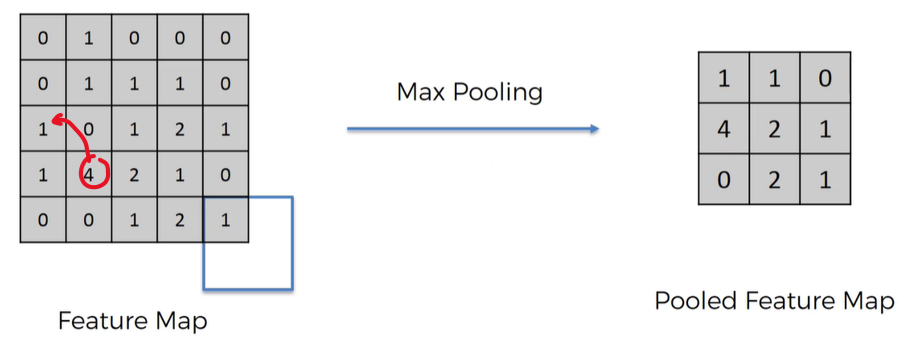 0 1 0 0 0
0 1 1 1 0
1 0 1 2 1
1 4 2 1 0
0 0 1 2 1
Feature Map
Max Pooling
1 1 0
4 2 1
0 2 1
Pooled Feature Map